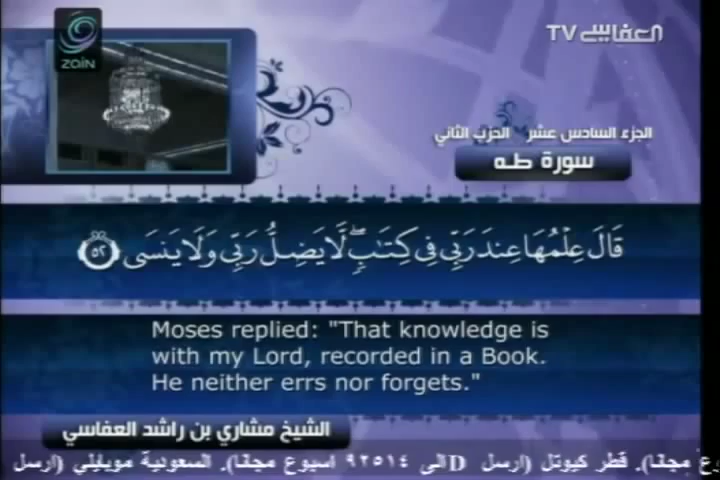 zain
العفاسي TV
الجزء السادس عشر الحزب الثاني
سورة طه
قَالَ عِلْمُهَا عِندَ رَبِّي فِي كِتَٰبٍۖ لَّا يَضِلُّ رَبِّي وَلَا يَنسَى ٥٢
Moses replied: "That knowledge is
with my Lord, recorded in a Book.
He neither errs nor forgets."
الشيخ مشاري بن راشد العفاسي
وع مجانا). قطر كيوتل (ارسل D الى ٩٢٥١٤ اسبوع مجانا). السعودية موبايلي (ارسل